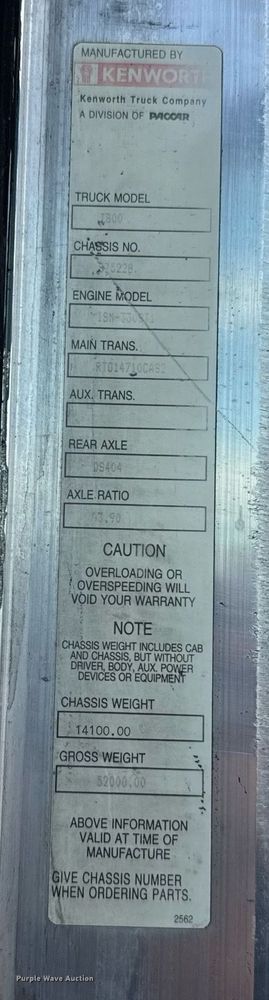 MANUFACTURED BY
KENWORTH
Kenworth Truck Company
A DIVISION OF PACCAR
TRUCK MODEL
T800
CHASSIS NO.
ENGINE MODEL
MAIN TRANS.
AUX. TRANS.
REAR AXLE
DS404
AXLE RATIO
CAUTION
OVERLOADING OR
OVERSPEEDING WILL
VOID YOUR WARRANTY
NOTE
CHASSIS WEIGHT INCLUDES CAB
AND CHASSIS, BUT WITHOUT
DRIVER, BODY, AUX. POWER
DEVICES OR EQUIPMENT
CHASSIS WEIGHT
14100.00
GROSS WEIGHT
52000.00
ABOVE INFORMATION
VALID AT TIME OF
MANUFACTURE
GIVE CHASSIS NUMBER
WHEN ORDERING PARTS.
2562
Purple Wave Auction